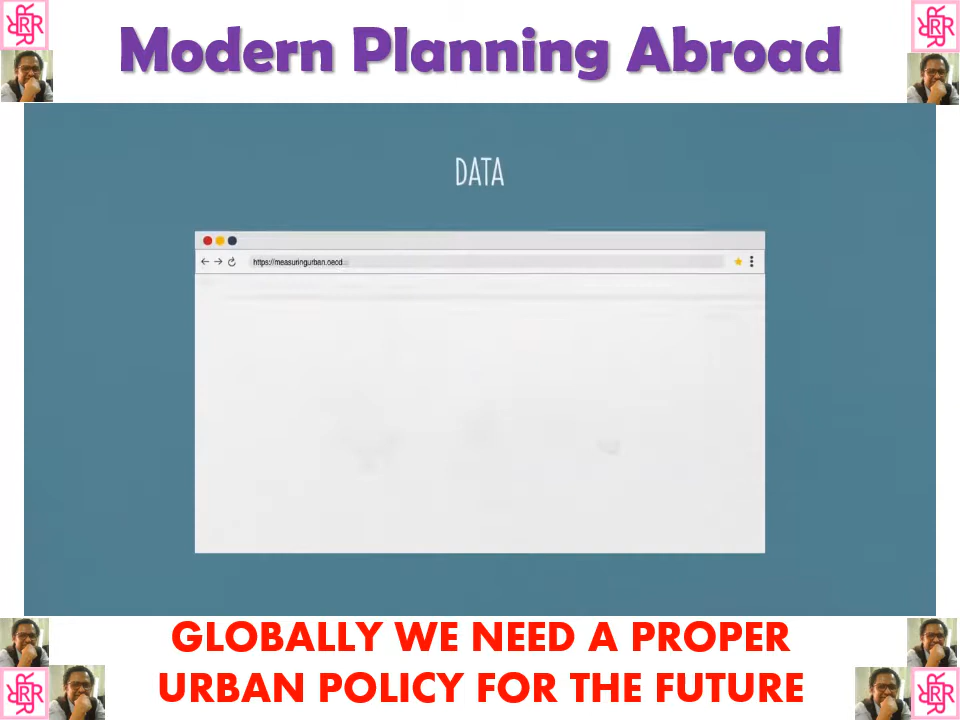 Modern Planning Abroad
DATA
https://measuringurban.oecd
GLOBALLY WE NEED A PROPER
URBAN POLICY FOR THE FUTURE